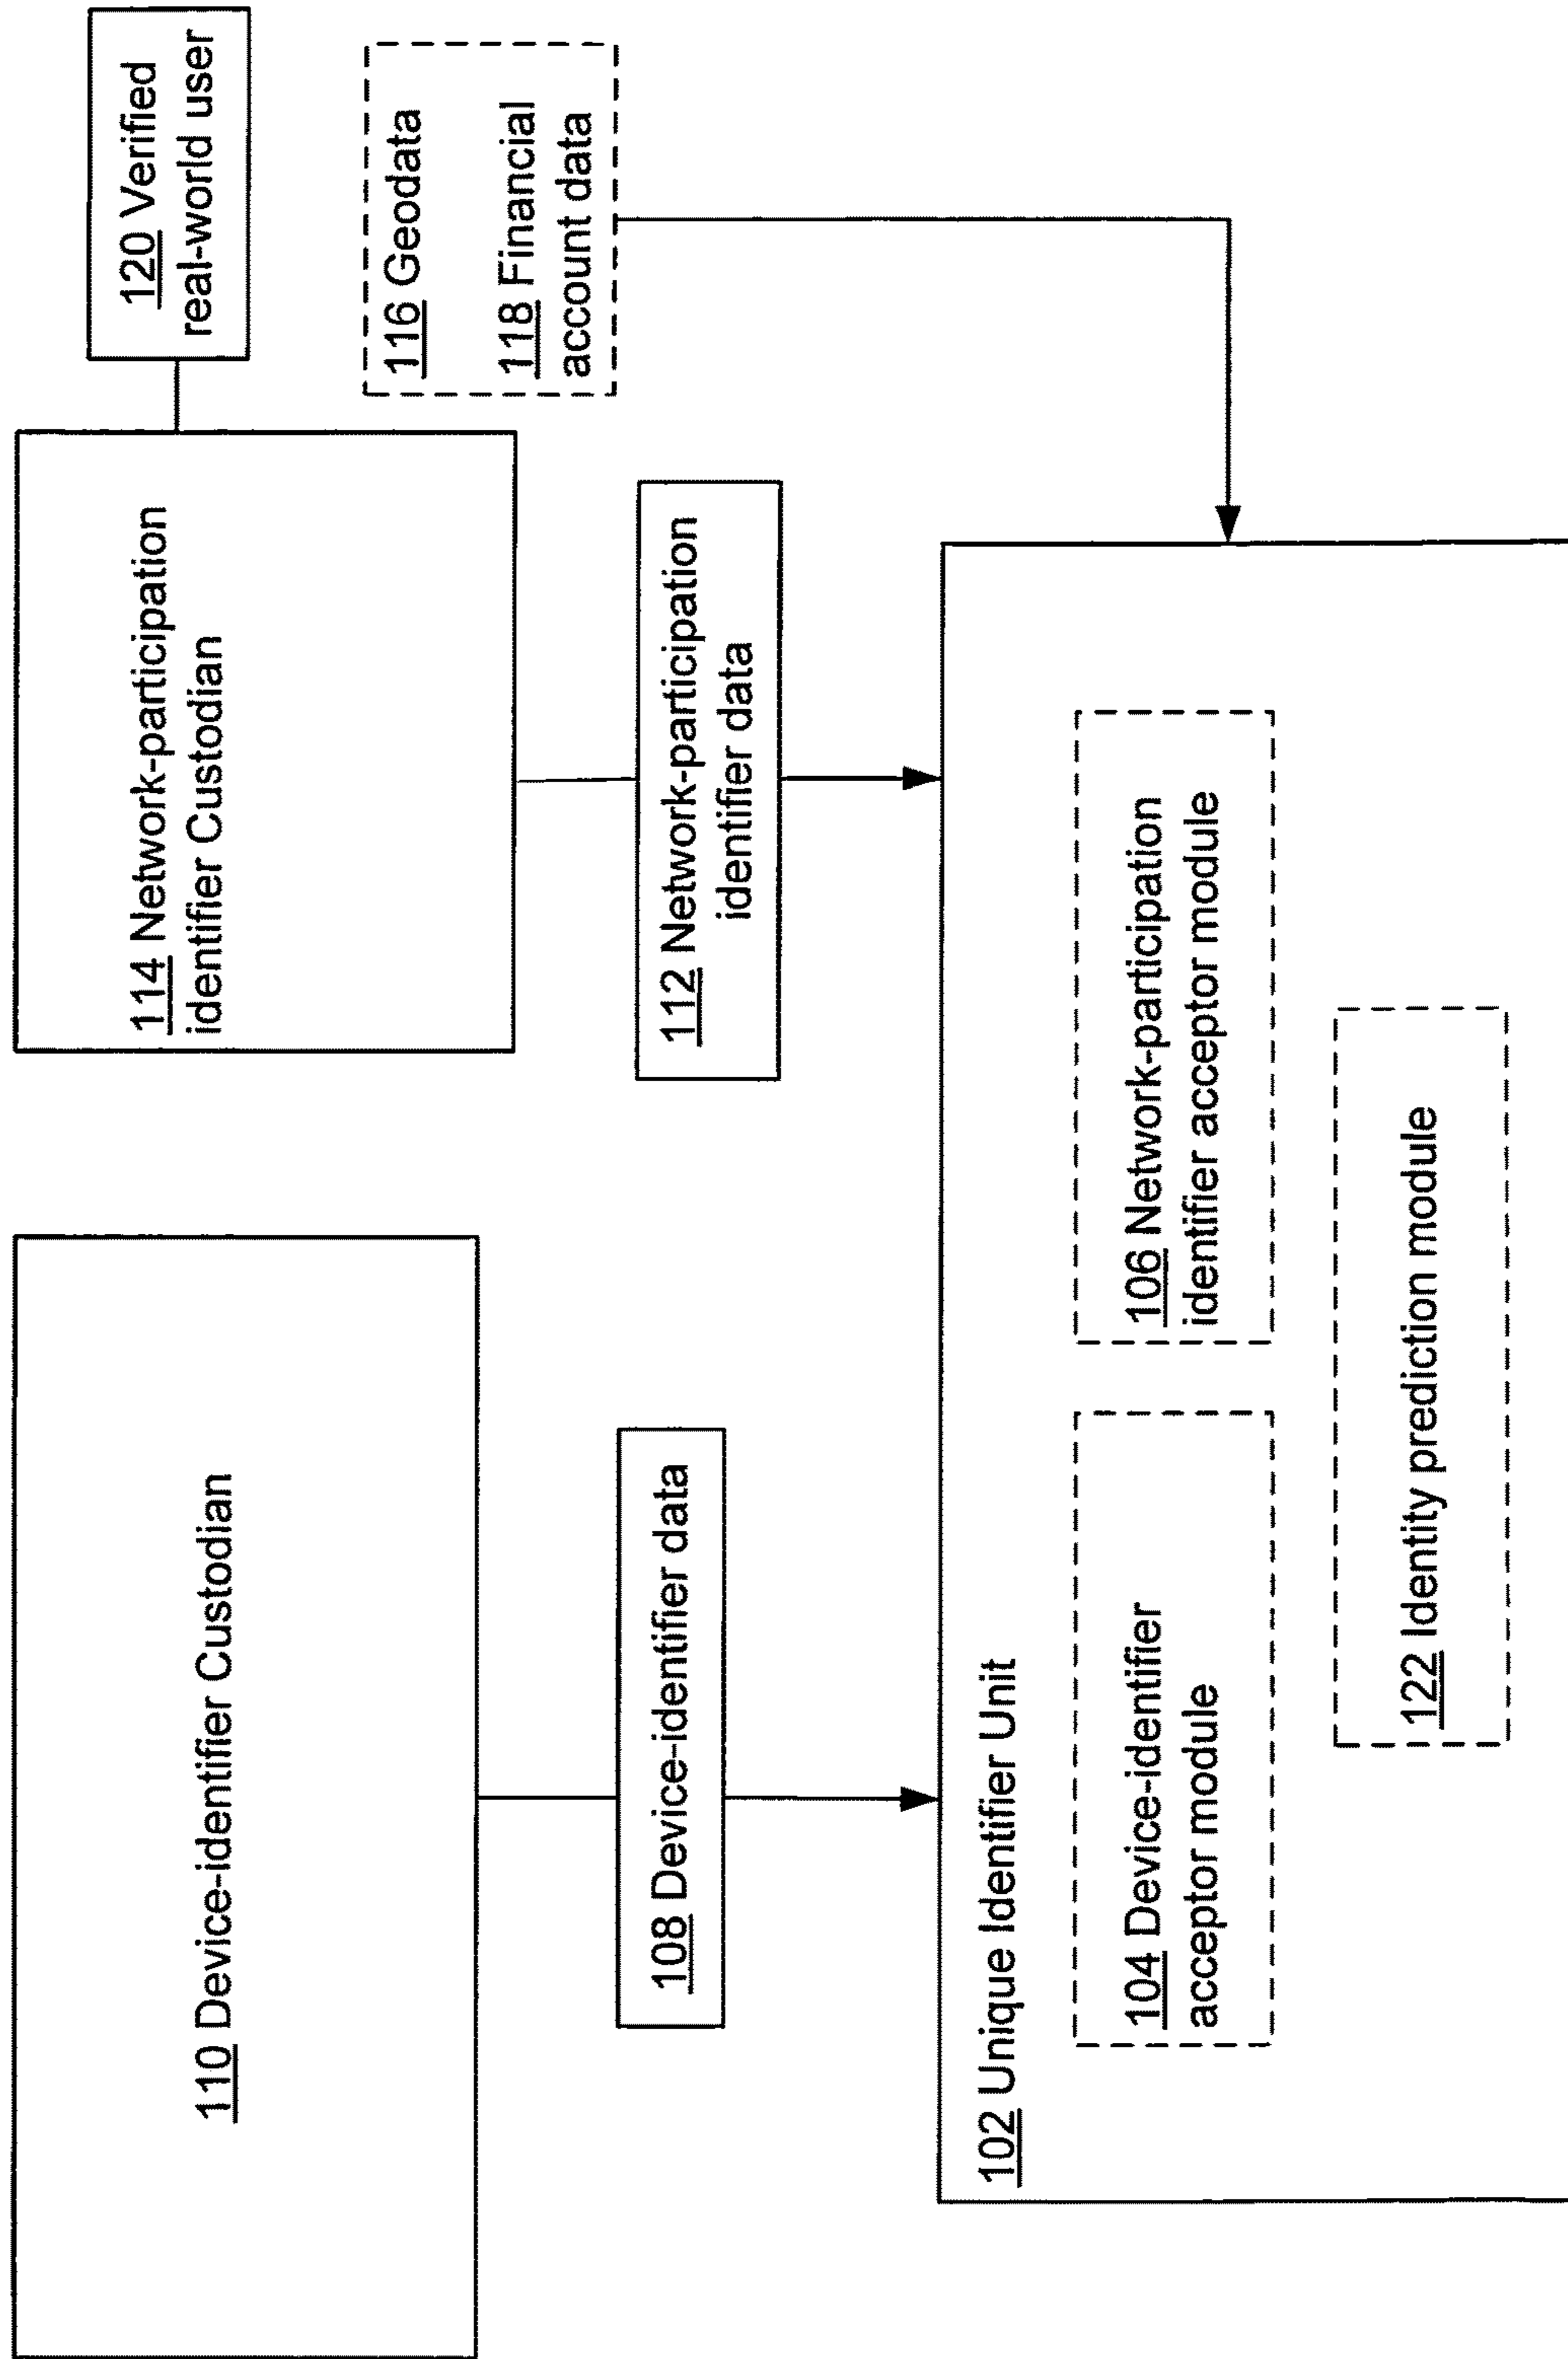 110 Device-identifier Custodian
114 Network-participation
identifier Custodian
120 Verified
real-world user
108 Device-identifier data
112 Network-participation
identifier data
116 Geodata
118 Financial
account data
102 Unique Identifier Unit
104 Device-identifier
acceptor module
106 Network-participation
identifier acceptor module
122 Identity prediction module